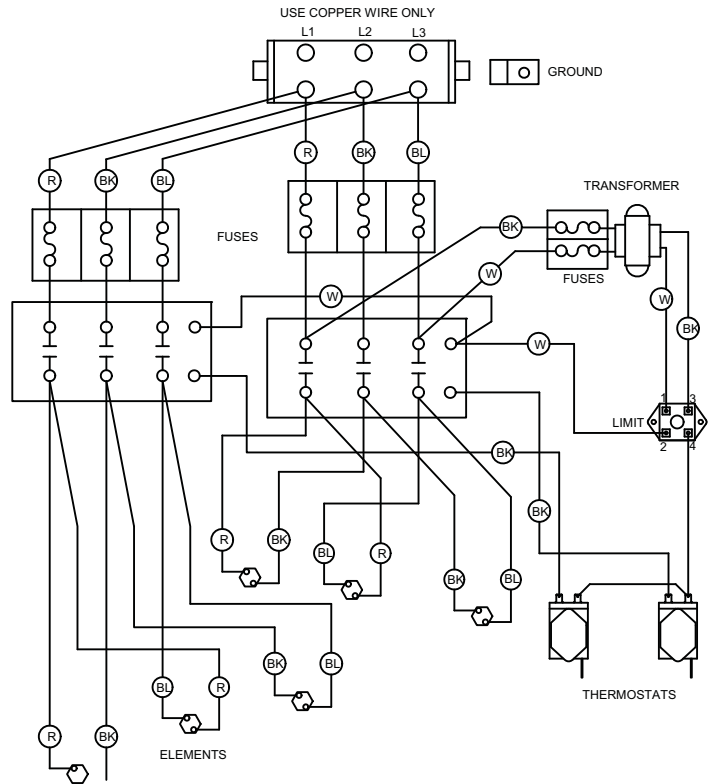 USE COPPER WIRE ONLY
L1 L2 L3
GROUND
R BK BL
R BK BL
TRANSFORMER
FUSES
BK
W
FUSES
W
W
W
BK
1 3
LIMIT
2 4
BK
BK
R BK BL R
BK BL
BK BL
BL R
THERMOSTATS
R BK
ELEMENTS